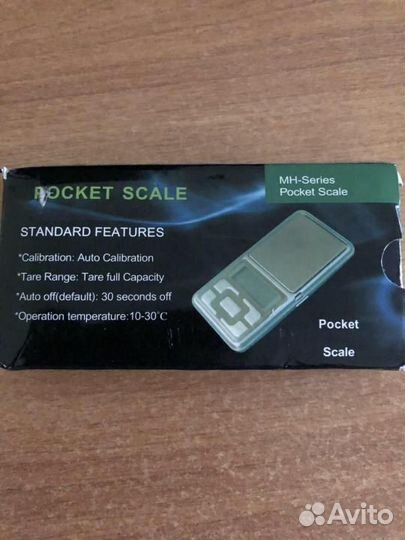 POCKET SCALE
MH-Series
Pocket Scale
STANDARD FEATURES
*Calibration: Auto Calibration
*Tare Range: Tare full Capacity
*Auto off(default): 30 seconds off
*Operation temperature:10-30℃
Pocket
Scale
Avito